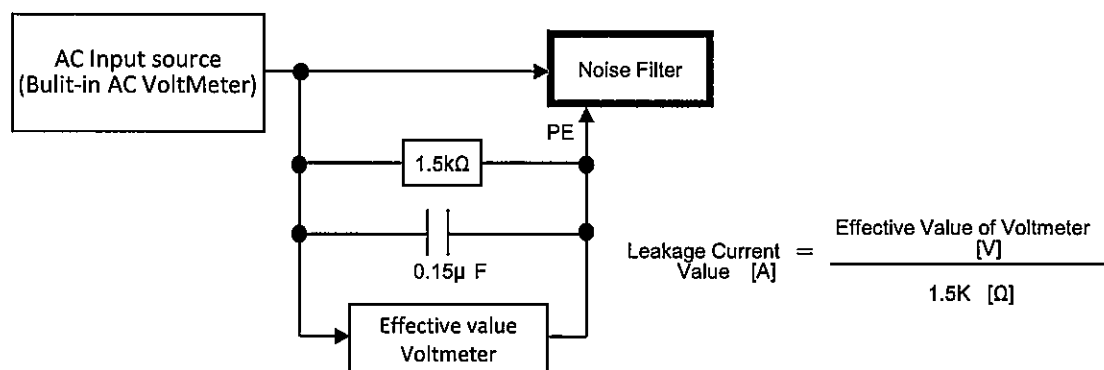 AC Input source
(Bulit-in AC VoltMeter)
Noise Filter
PE
1.5kΩ
0.15μ F
Effective value
Voltmeter
Leakage Current
Value [A]
=
Effective Value of Voltmeter
[V]
1.5K [Ω]